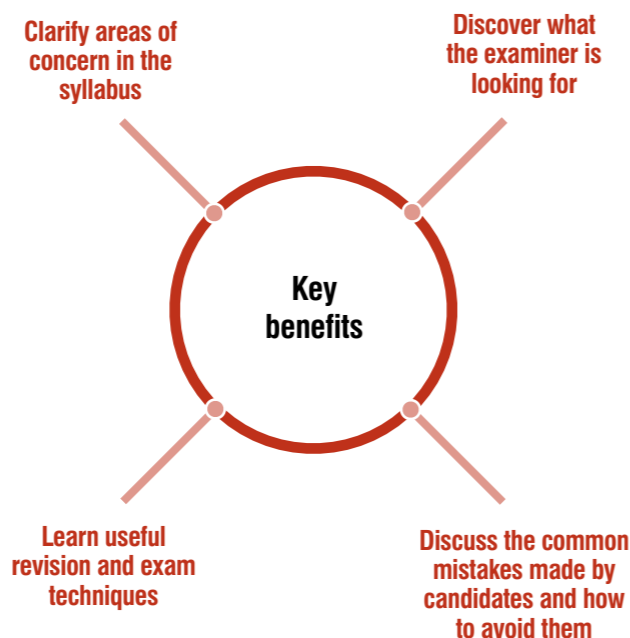 Clarify areas of
concern in the
syllabus
Discover what
the examiner is
looking for
Key
benefits
Learn useful
revision and exam
techniques
Discuss the common
mistakes made by
candidates and how
to avoid them